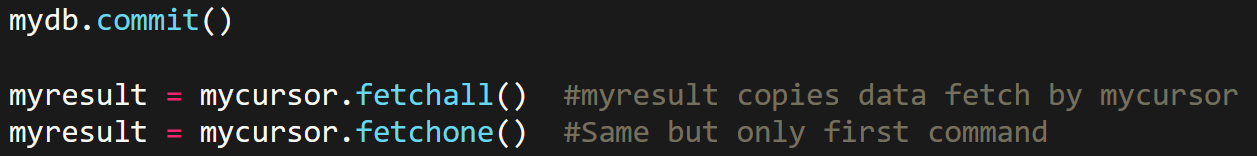 mydb.commit()
myresult = mycursor.fetchall()  #myresult copies data fetch by mycursor
myresult = mycursor.fetchone()  #Same but only first command